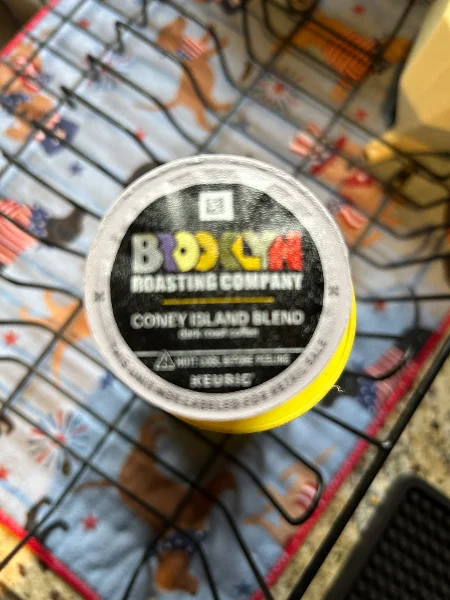 BROOKLYN
ROASTING COMPANY
CONEY ISLAND BLEND
dark roast coffee
HOT! COOL BEFORE PEELING
KEURIG